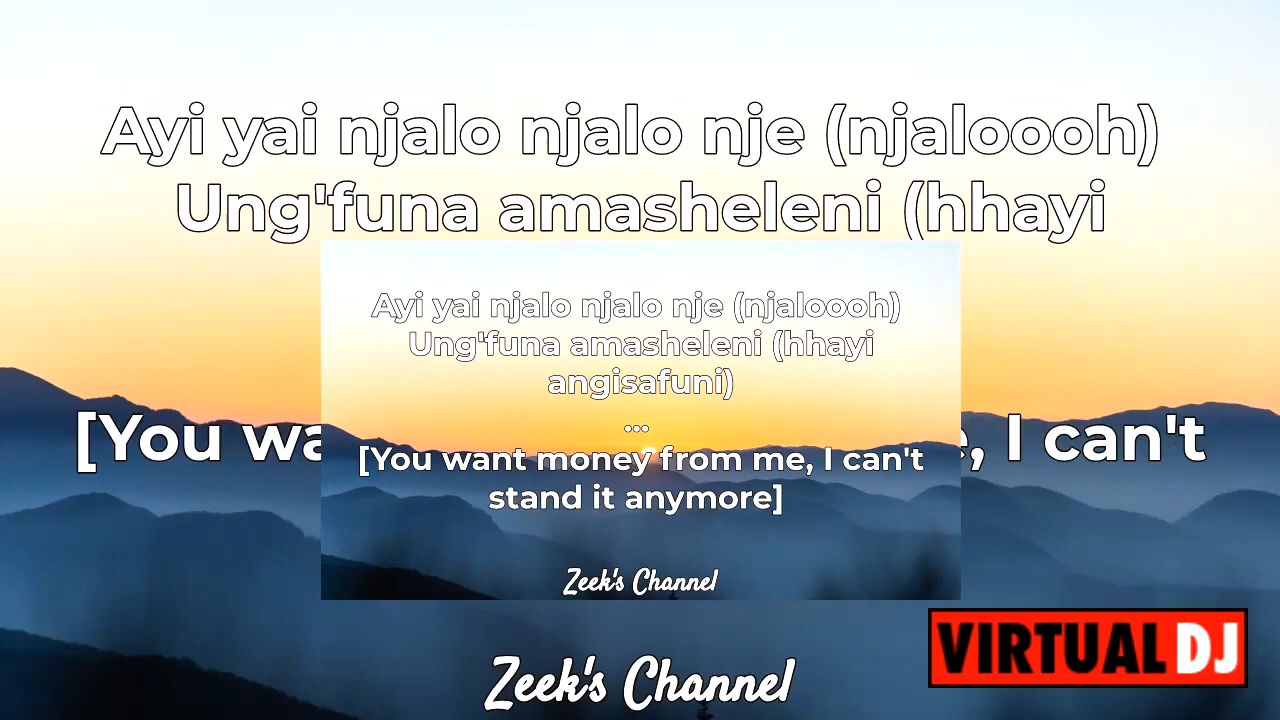 Ayi yai njalo njalo nje (njaloooh)
Ung'funa amasheleni (hhayi
Ayi yai njalo njalo nje (njaloooh)
Ung'funa amasheleni (hhayi
angisafuni)
...
[You want money from me, I can't
stand it anymore]
Zeek's Channel
[You wa
, I can't
Zeek's Channel
VIRTUAL DJ